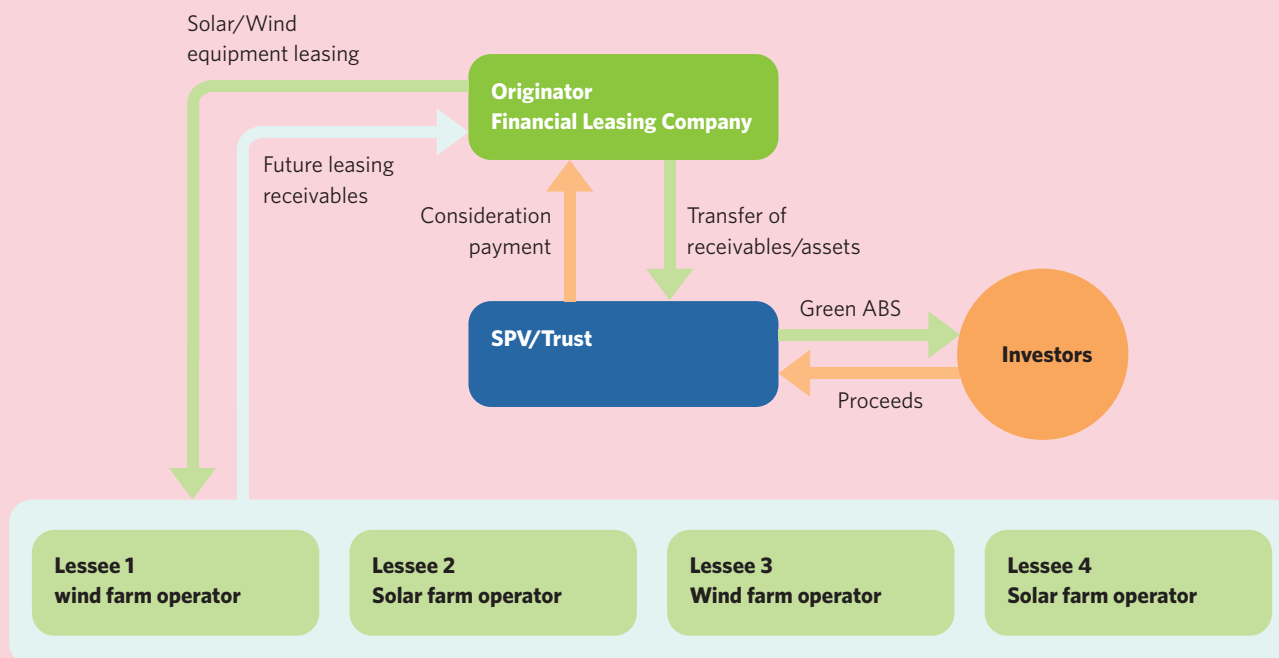 Solar/Wind
equipment leasing
Originator
Financial Leasing Company
Future leasing
receivables
Consideration
payment
Transfer of
receivables/assets
SPV/Trust
Green ABS
Investors
Proceeds
Lessee 1
wind farm operator
Lessee 2
Solar farm operator
Lessee 3
Wind farm operator
Lessee 4
Solar farm operator